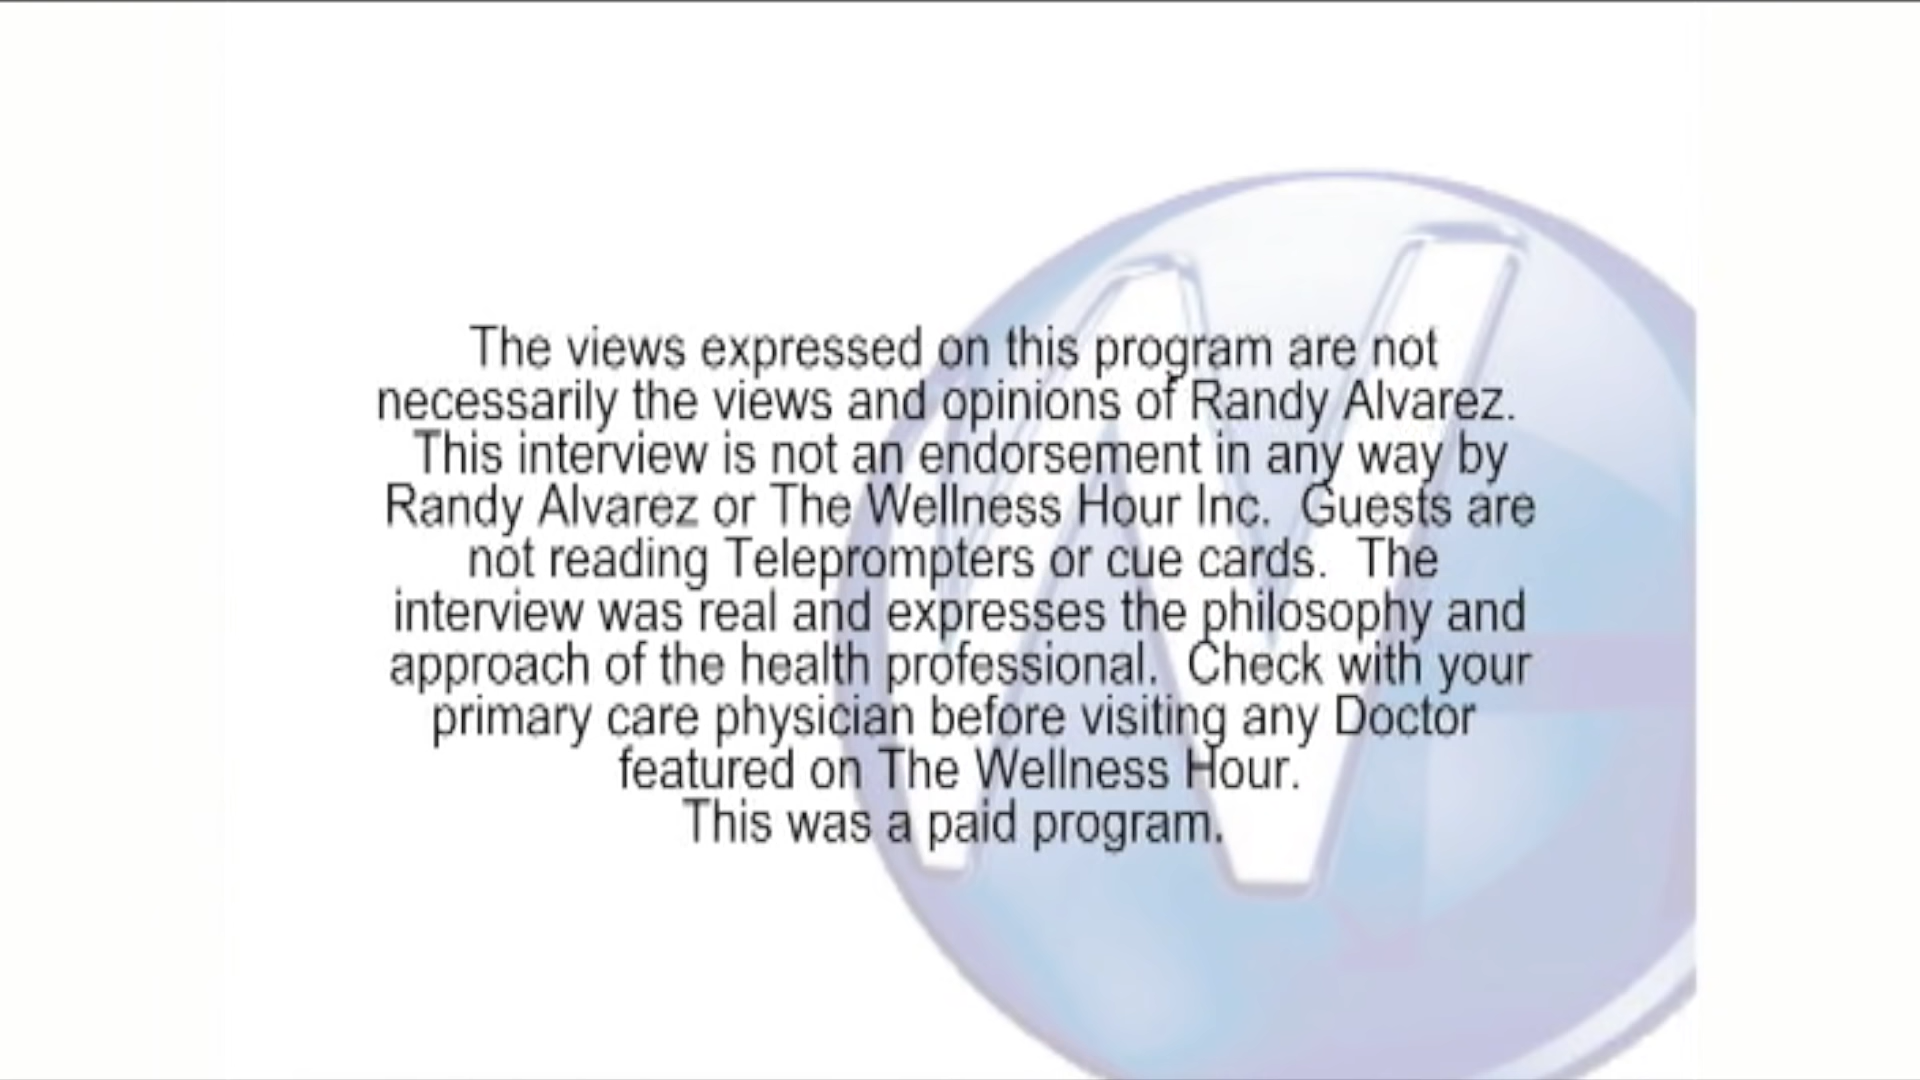 The views expressed on this program are not
necessarily the views and opinions of Randy Alvarez.
This interview is not an endorsement in any way by
Randy Alvarez or The Wellness Hour Inc.  Guests are
not reading Teleprompters or cue cards.  The
interview was real and expresses the philosophy and
approach of the health professional.  Check with your
primary care physician before visiting any Doctor
featured on The Wellness Hour.
This was a paid program.